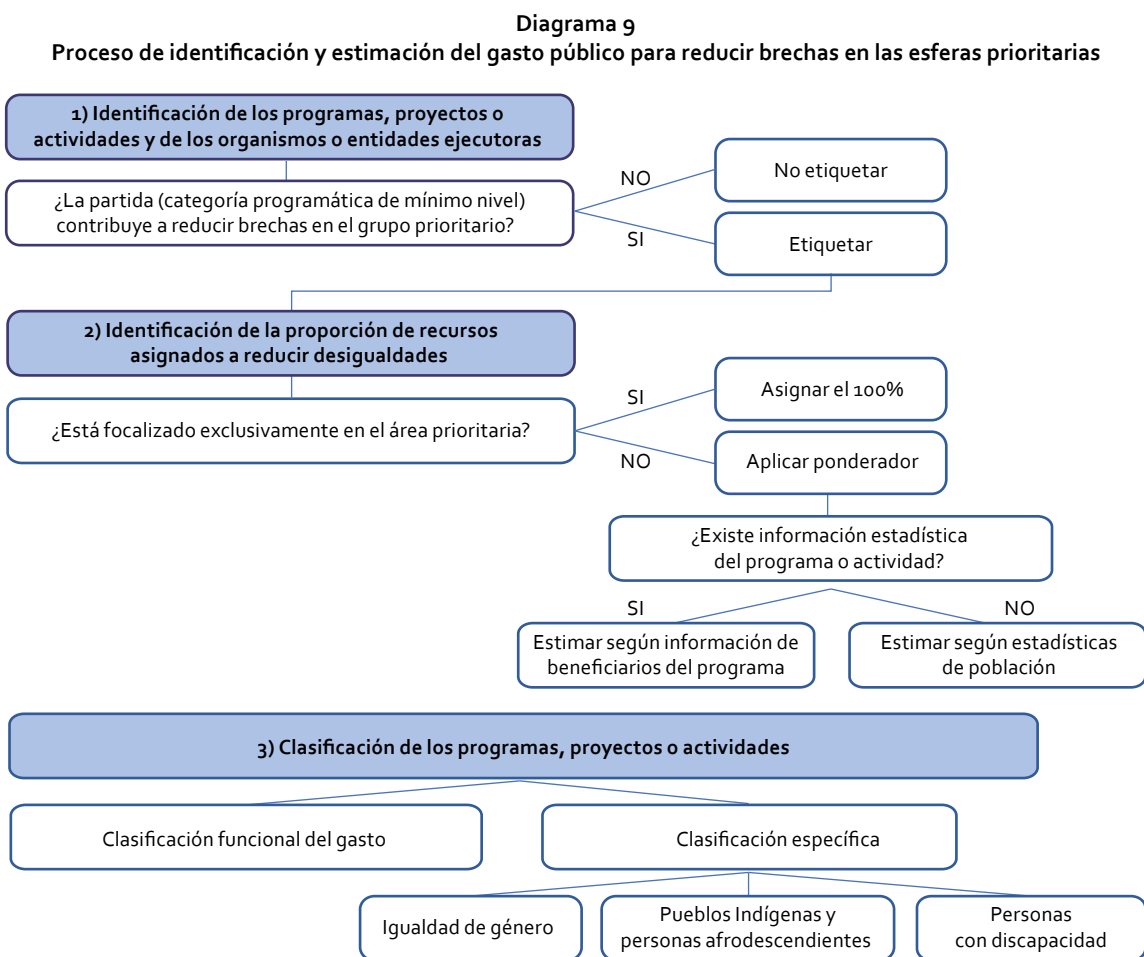 Diagrama 9
Proceso de identificación y estimación del gasto público para reducir brechas en las esferas prioritarias
1) Identificación de los programas, proyectos o
actividades y de los organismos o entidades ejecutoras
¿La partida (categoría programática de mínimo nivel)
contribuye a reducir brechas en el grupo prioritario?
NO
No etiquetar
SI
Etiquetar
2) Identificación de la proporción de recursos
asignados a reducir desigualdades
¿Está focalizado exclusivamente en el área prioritaria?
SI
Asignar el 100%
NO
Aplicar ponderador
¿Existe información estadística
del programa o actividad?
SI
Estimar según información de
beneficiarios del programa
NO
Estimar según estadísticas
de población
3) Clasificación de los programas, proyectos o actividades
Clasificación funcional del gasto
Clasificación específica
Igualdad de género
Pueblos Indígenas y
personas afrodescendientes
Personas
con discapacidad